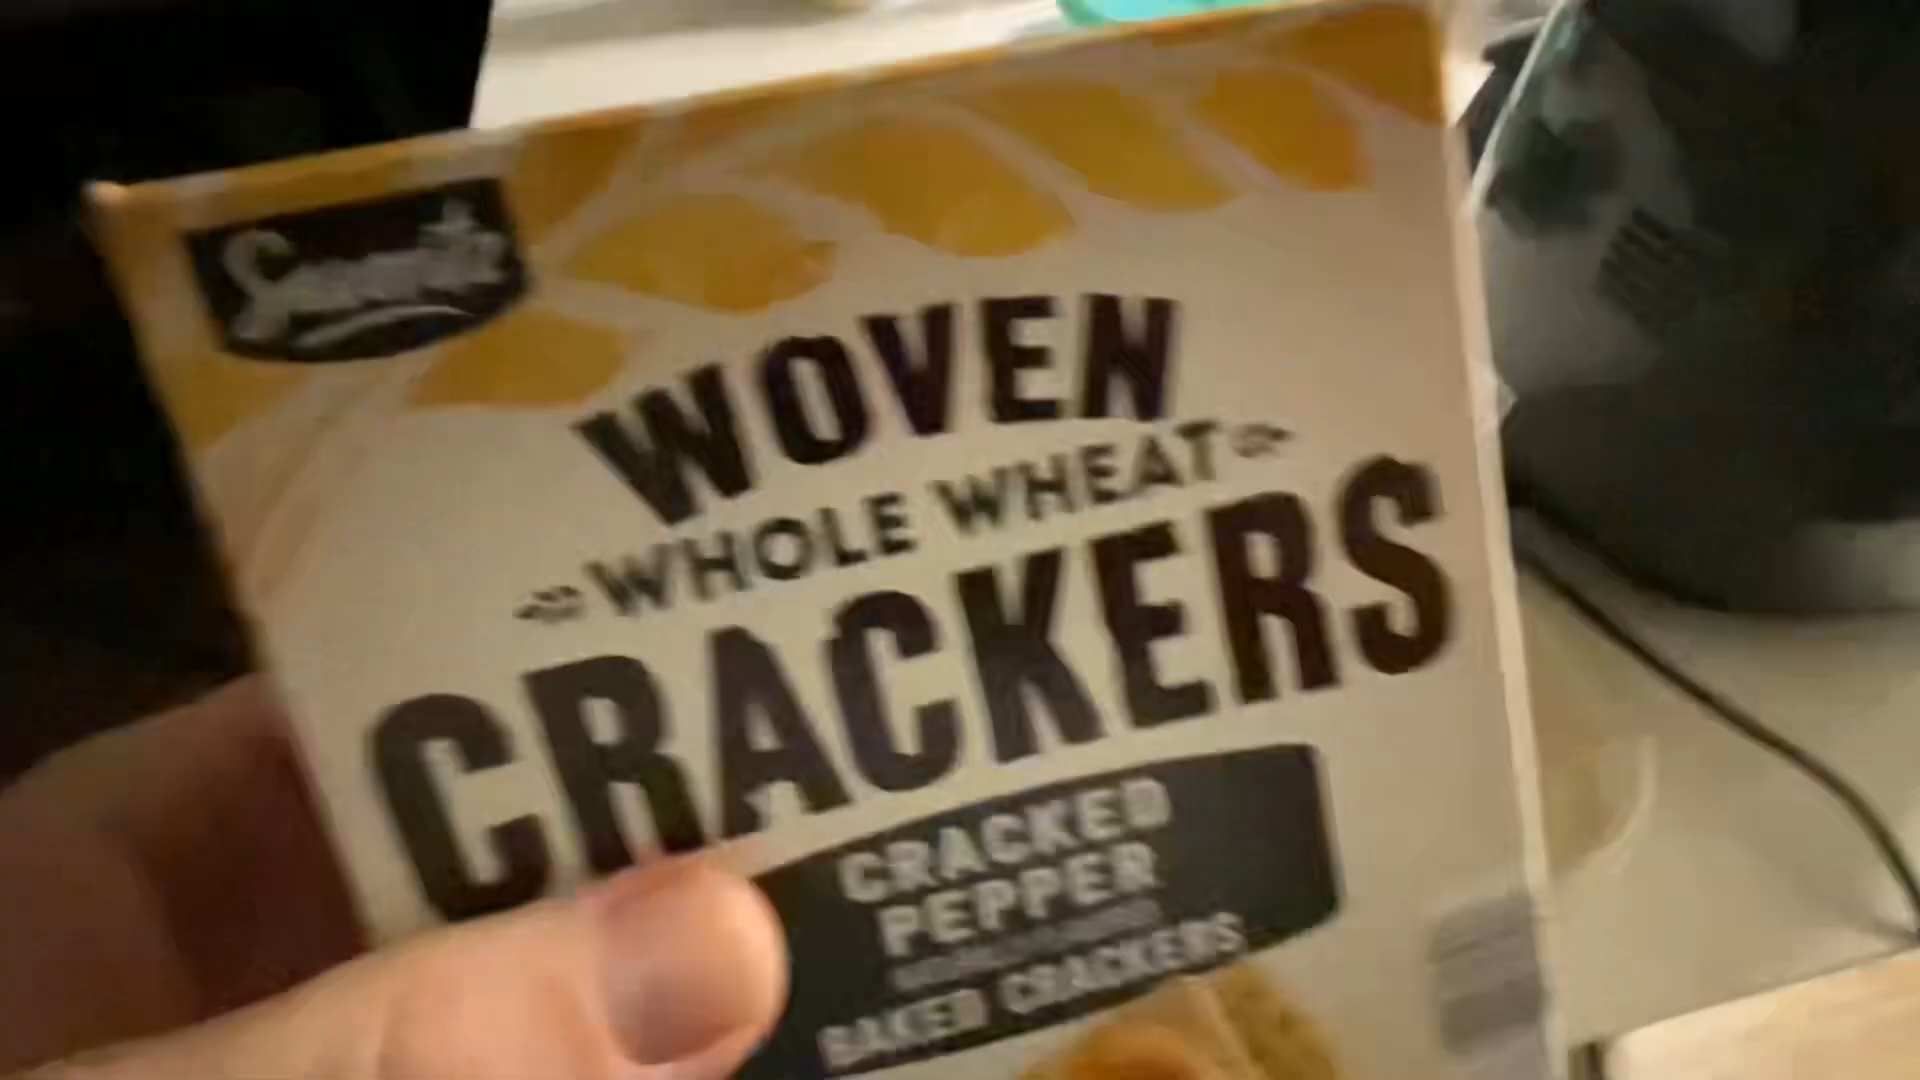 WOVEN
WHOLE WHEAT
CRACKERS
CRACKED
PEPPER
BAKED CRACKERS